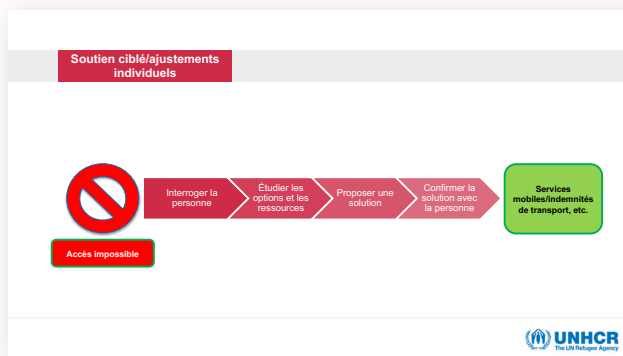 Soutien ciblé/ajustements
individuels
Interroger la
personne
Étudier les
options et les
ressources
Proposer une
solution
Confirmer la
solution avec
la personne
Services
mobiles/indemnités
de transport, etc.
Accès impossible
UNHCR
The UN Refugee Agency